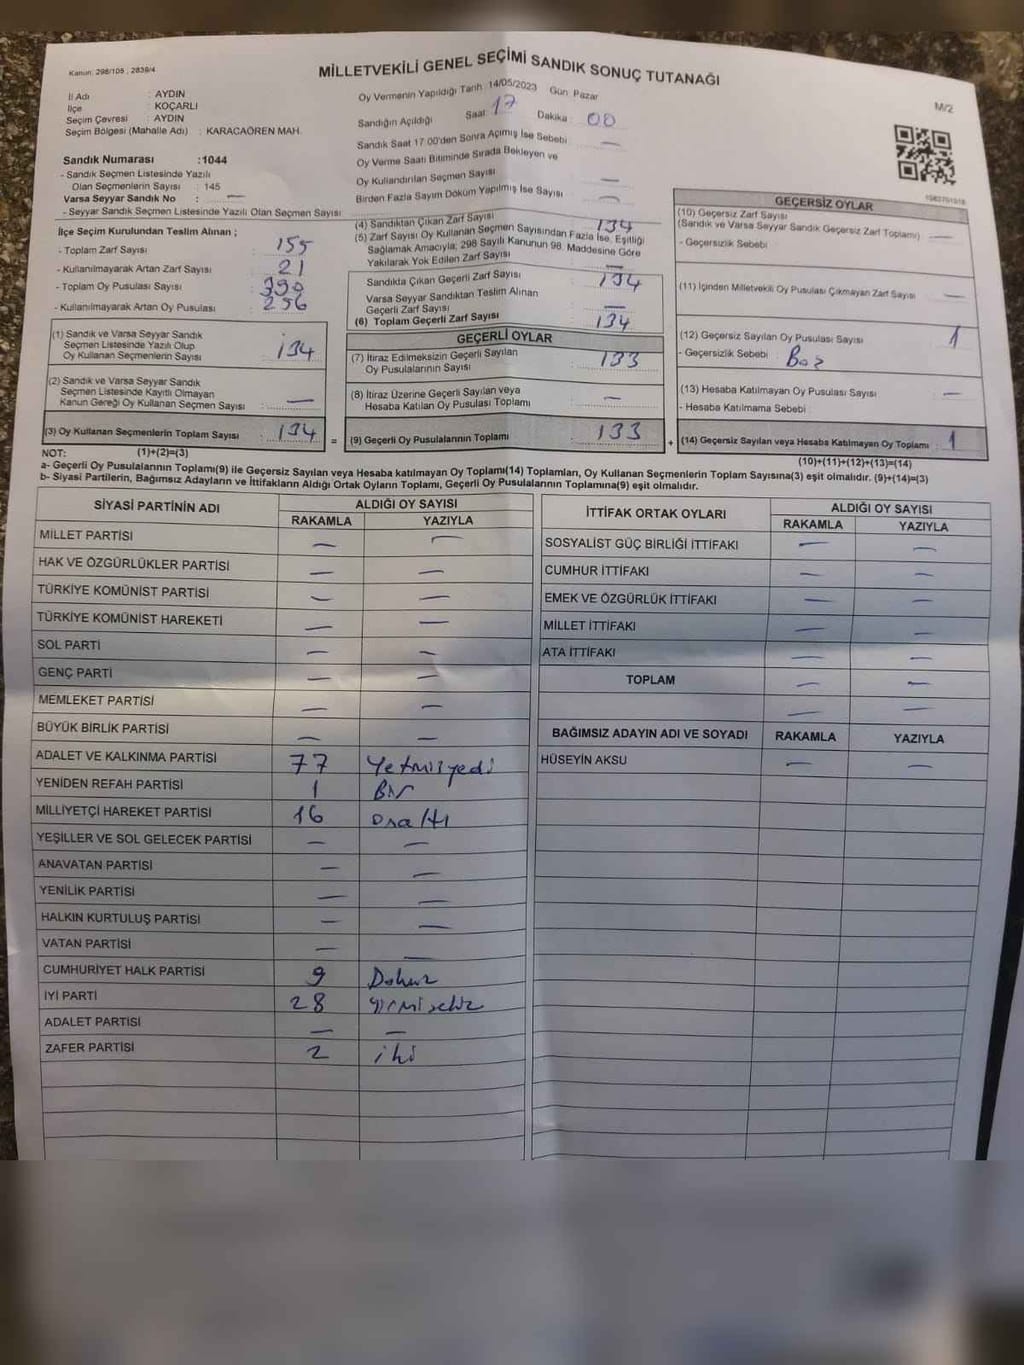 Kanun: 298/105 ; 2839/4
MİLLETVEKİLİ GENEL SEÇİMİ SANDIK SONUÇ TUTANAĞI
M/2
İl Adı : AYDIN
İlçe : KOÇARLI
Seçim Çevresi : AYDIN
Seçim Bölgesi (Mahalle Adı) : KARACAÖREN MAH.
Oy Vermenin Yapıldığı Tarih : 14/05/2023 Gün : Pazar
Sandığın Açıldığı Saat 17 Dakika : 00
Sandık Saat 17.00'den Sonra Açımış İse Sebebi —
Oy Verme Saati Bitiminde Sırada Bekleyen ve
Oy Kullandırılan Seçmen Sayısı —
Birden Fazla Sayım Döküm Yapılmış İse Sayısı —
Sandık Numarası :1044
- Sandık Seçmen Listesinde Yazılı
Olan Seçmenlerin Sayısı : 145
Varsa Seyyar Sandık No : —
- Seyyar Sandık Seçmen Listesinde Yazılı Olan Seçmen Sayısı
İlçe Seçim Kurulundan Teslim Alınan ;
- Toplam Zarf Sayısı : 155
- Kullanılmayarak Artan Zarf Sayısı : 21
- Toplam Oy Pusulası Sayısı :
- Kullanılmayarak Artan Oy Pusulası : 256
(1) Sandık ve Varsa Seyyar Sandık
Seçmen Listesinde Yazılı Olup
Oy Kullanan Seçmenlerin Sayısı : 134
(2) Sandık ve Varsa Seyyar Sandık
Seçmen Listesinde Kayıtlı Olmayan
Kanun Gereği Oy Kullanan Seçmen Sayısı : —
(3) Oy Kullanan Seçmenlerin Toplam Sayısı : 134
(4) Sandıktan Çıkan Zarf Sayısı 134
(5) Zarf Sayısı Oy Kullanan Seçmen Sayısından Fazla İse, Eşitliği
Sağlamak Amacıyla; 298 Sayılı Kanunun 98. Maddesine Göre
Yakılarak Yok Edilen Zarf Sayısı —
Sandıkta Çıkan Geçerli Zarf Sayısı : 134
Varsa Seyyar Sandıktan Teslim Alınan
Geçerli Zarf Sayısı : —
(6) Toplam Geçerli Zarf Sayısı : 134
GEÇERLİ OYLAR
(7) İtiraz Edilmeksizin Geçerli Sayılan
Oy Pusulalarının Sayısı : 133
(8) İtiraz Üzerine Geçerli Sayılan veya
Hesaba Katılan Oy Pusulası Toplamı : —
= (9) Geçerli Oy Pusulalarının Toplamı : 133
GEÇERSİZ OYLAR
(10) Geçersiz Zarf Sayısı
(Sandık ve Varsa Seyyar Sandık Geçersiz Zarf Toplamı) —
- Geçersizlik Sebebi :
(11) İçinden Milletvekili Oy Pusulası Çıkmayan Zarf Sayısı : —
(12) Geçersiz Sayılan Oy Pusulası Sayısı : 1
- Geçersizlik Sebebi : Boş
(13) Hesaba Katılmayan Oy Pusulası Sayısı : —
- Hesaba Katılmama Sebebi :
+ (14) Geçersiz Sayılan veya Hesaba Katılmayan Oy Toplamı : 1
NOT: (1)+(2)=(3)
(10)+(11)+(12)+(13)=(14)
a- Geçerli Oy Pusulalarının Toplamı(9) ile Geçersiz Sayılan veya Hesaba katılmayan Oy Toplamı(14) Toplamları, Oy Kullanan Seçmenlerin Toplam Sayısına(3) eşit olmalıdır. (9)+(14)=(3)
b- Siyasi Partilerin, Bağımsız Adayların ve İttifakların Aldığı Ortak Oyların Toplamı, Geçerli Oy Pusulalarının Toplamına(9) eşit olmalıdır.
SİYASİ PARTİNİN ADI ALDIĞI OY SAYISI
RAKAMLA YAZIYLA
MİLLET PARTİSİ — —
HAK VE ÖZGÜRLÜKLER PARTİSİ — —
TÜRKİYE KOMÜNİST PARTİSİ — —
TÜRKİYE KOMÜNİST HAREKETİ — —
SOL PARTİ — —
GENÇ PARTİ — —
MEMLEKET PARTİSİ — —
BÜYÜK BİRLİK PARTİSİ — —
ADALET VE KALKINMA PARTİSİ 77 Yetmişyedi
YENİDEN REFAH PARTİSİ 1 Bir
MİLLİYETÇİ HAREKET PARTİSİ 16 onaltı
YEŞİLLER VE SOL GELECEK PARTİSİ — —
ANAVATAN PARTİSİ — —
YENİLİK PARTİSİ — —
HALKIN KURTULUŞ PARTİSİ — —
VATAN PARTİSİ — —
CUMHURİYET HALK PARTİSİ 9 Dokuz
İYİ PARTİ 28 Yirmisekiz
ADALET PARTİSİ — —
ZAFER PARTİSİ 2 iki
İTTİFAK ORTAK OYLARI ALDIĞI OY SAYISI
RAKAMLA YAZIYLA
SOSYALİST GÜÇ BİRLİĞİ İTTİFAKI — —
CUMHUR İTTİFAKI — —
EMEK VE ÖZGÜRLÜK İTTİFAKI — —
MİLLET İTTİFAKI — —
ATA İTTİFAKI — —
TOPLAM — —
— —
BAĞIMSIZ ADAYIN ADI VE SOYADI RAKAMLA YAZIYLA
HÜSEYİN AKSU — —